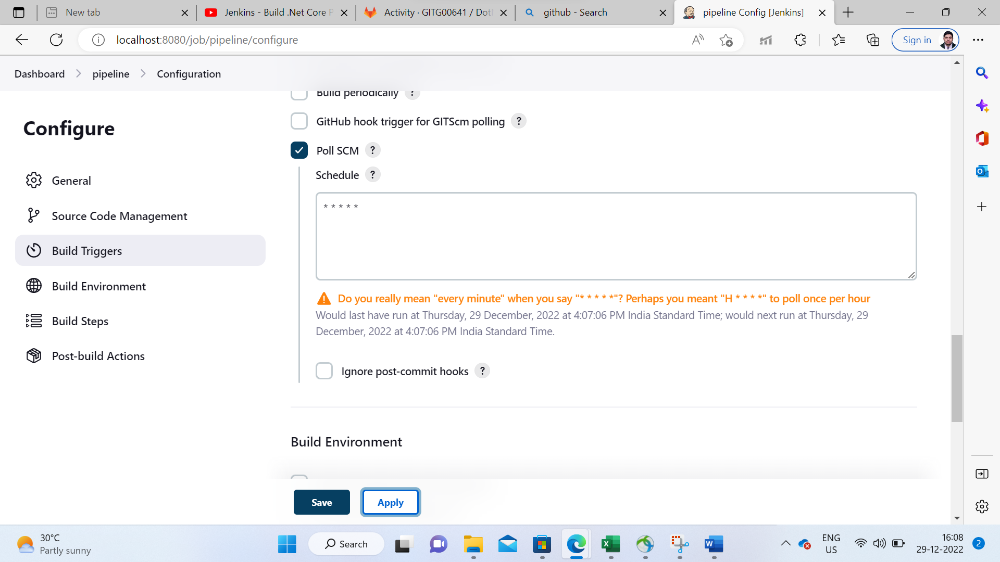 New tab
Jenkins - Build .Net Core P
Activity · GITG00641 / Dot
github - Search
pipeline Config [Jenkins]
localhost:8080/job/pipeline/configure
Sign in
Dashboard
pipeline
Configuration
Build periodically ?
Configure
GitHub hook trigger for GITScm polling ?
Poll SCM ?
Schedule ?
General
* * * * *
Source Code Management
Build Triggers
Build Environment
Do you really mean "every minute" when you say "* * * * *"? Perhaps you meant "H * * * *" to poll once per hour
Would last have run at Thursday, 29 December, 2022 at 4:07:06 PM India Standard Time; would next run at Thursday, 29
December, 2022 at 4:07:06 PM India Standard Time.
Build Steps
Post-build Actions
Ignore post-commit hooks ?
Build Environment
Save
Apply
30°C
Partly sunny
Search
ENG
US
16:08
29-12-2022
2